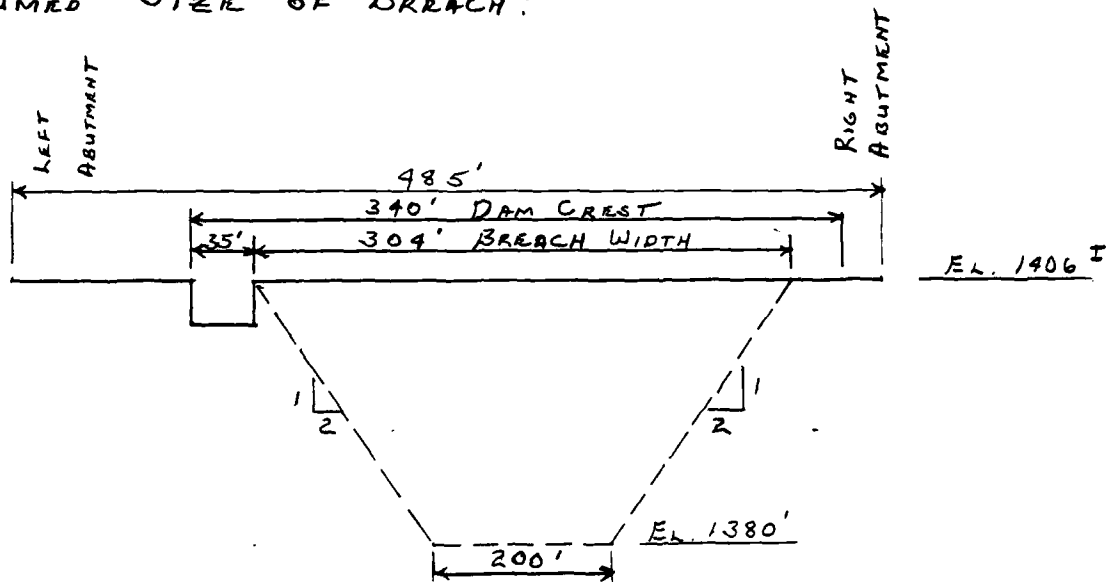 SIZE OF BREACH.
LEFT
ABUTMENT
RIGHT
ABUTMENT
485'
340' DAM CREST
35'
304' BREACH WIDTH
EL. 1406 I
1
2
1
2
EL. 1380'
200'